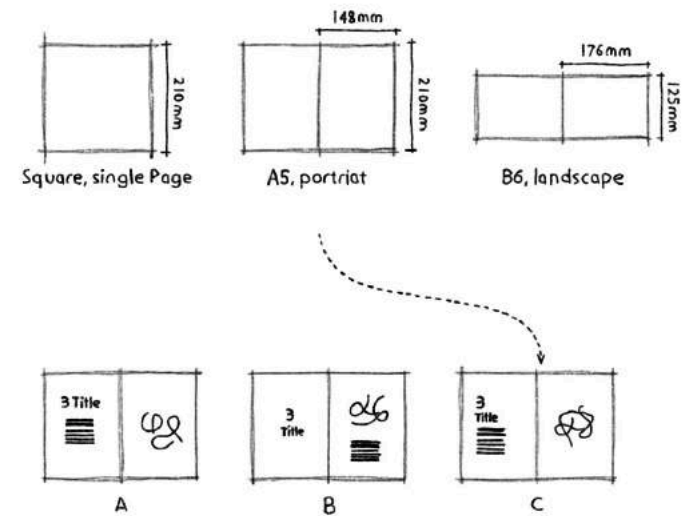 148mm
210mm
210mm
176mm
125mm
Square, single Page
A5, portriat
B6, landscape
3 Title
3
Title
3
Title
A
B
C